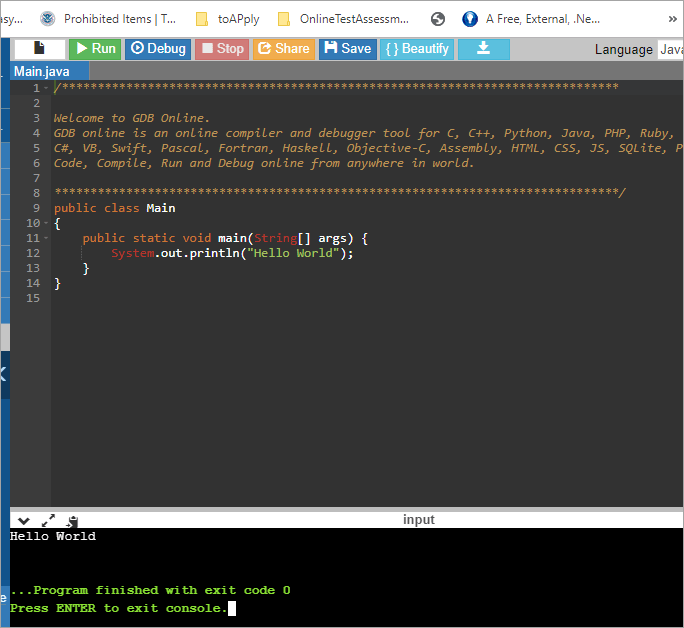 asy... Prohibited Items | T... toApply OnlineTestAssessm... A Free, External, .Ne... »
Run Debug Stop Share Save { } Beautify Language Java
Main.java
1 /******************************************************************************
2
3 Welcome to GDB Online.
4 GDB online is an online compiler and debugger tool for C, C++, Python, Java, PHP, Ruby,
5 C#, VB, Swift, Pascal, Fortran, Haskell, Objective-C, Assembly, HTML, CSS, JS, SQLite, P
6 Code, Compile, Run and Debug online from anywhere in world.
7
8 *******************************************************************************/
9 public class Main
10 {
11 public static void main(String[] args) {
12 System.out.println("Hello World");
13 }
14 }
15
input
Hello World
...Program finished with exit code 0
e Press ENTER to exit console.